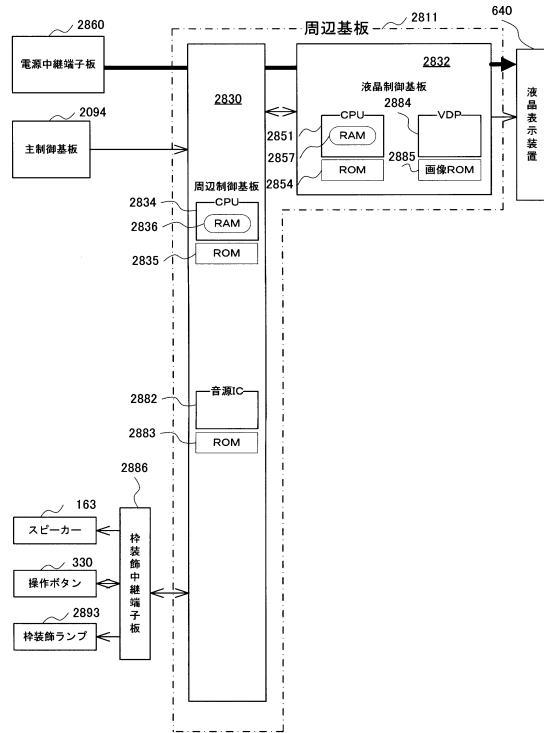 周辺基板
2811
640
2860
電源中継端子板
2830
2832
液晶制御基板
液晶表示装置
2094
主制御基板
2851
CPU
RAM
2857
2884
VDP
2885
2854
ROM
画像ROM
周辺制御基板
2834
CPU
2836
RAM
2835
ROM
2882
音源IC
2883
ROM
2886
163
スピーカー
枠装飾中継端子板
330
操作ボタン
2893
枠装飾ランプ